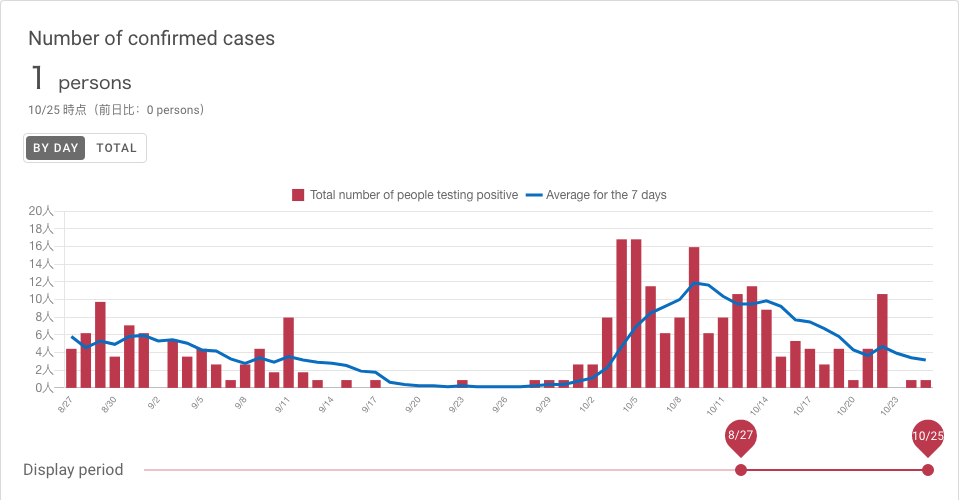 Number of confirmed cases
1 persons
10/25 時点（前日比: 0 persons）
BY DAY TOTAL
Total number of people testing positive Average for the 7 days
20人
18人
16人
14人
12人
10人
8人
6人
4人
2人
0人
8/27 8/30 9/2 9/5 9/8 9/11 9/14 9/17 9/20 9/23 9/26 9/29 10/2 10/5 10/8 10/11 10/14 10/17 10/20 10/23
8/27 10/25
Display period